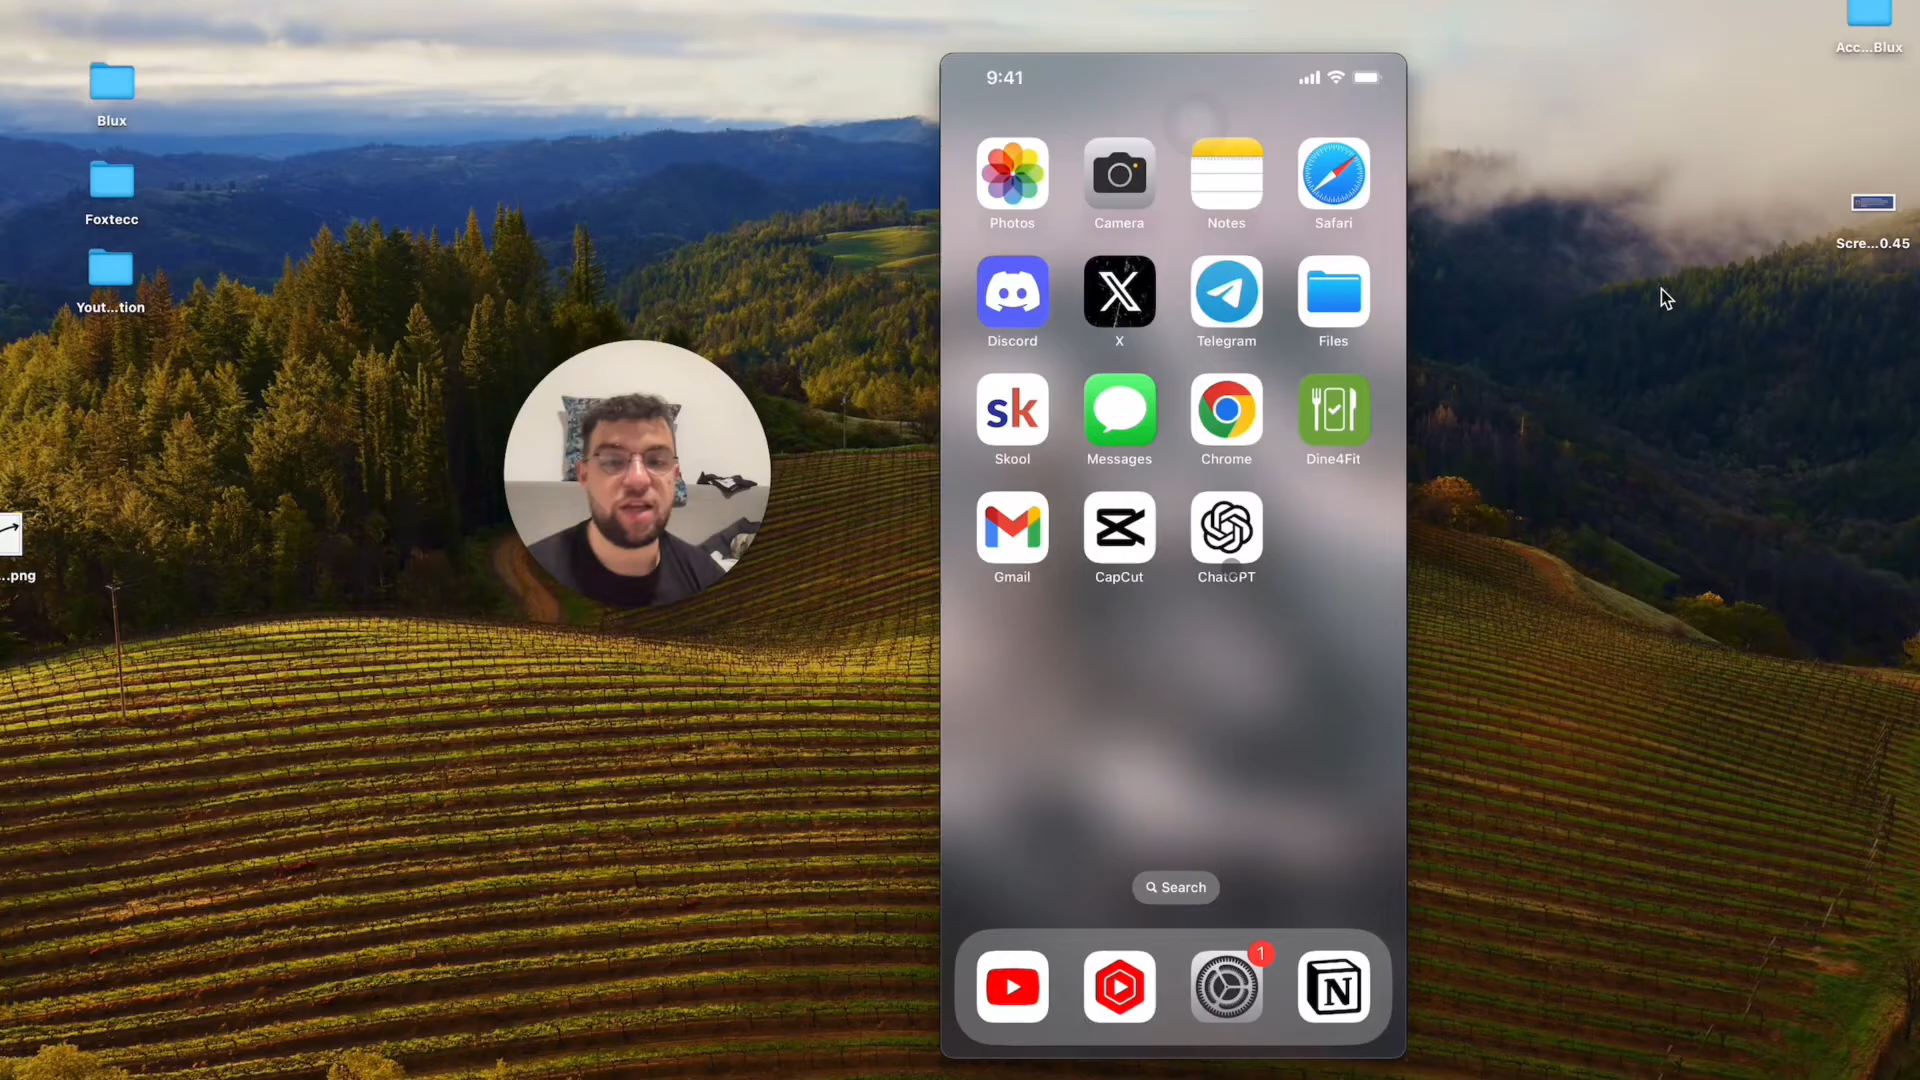 9:41
Acc...Blux
Blux
Photos
Camera
Notes
Safari
Foxtecc
Scre...0.45
Yout...tion
Discord
X
Telegram
Files
sk
Skool
Messages
Chrome
Dine4Fit
...png
Gmail
CapCut
ChatGPT
Search
1
N